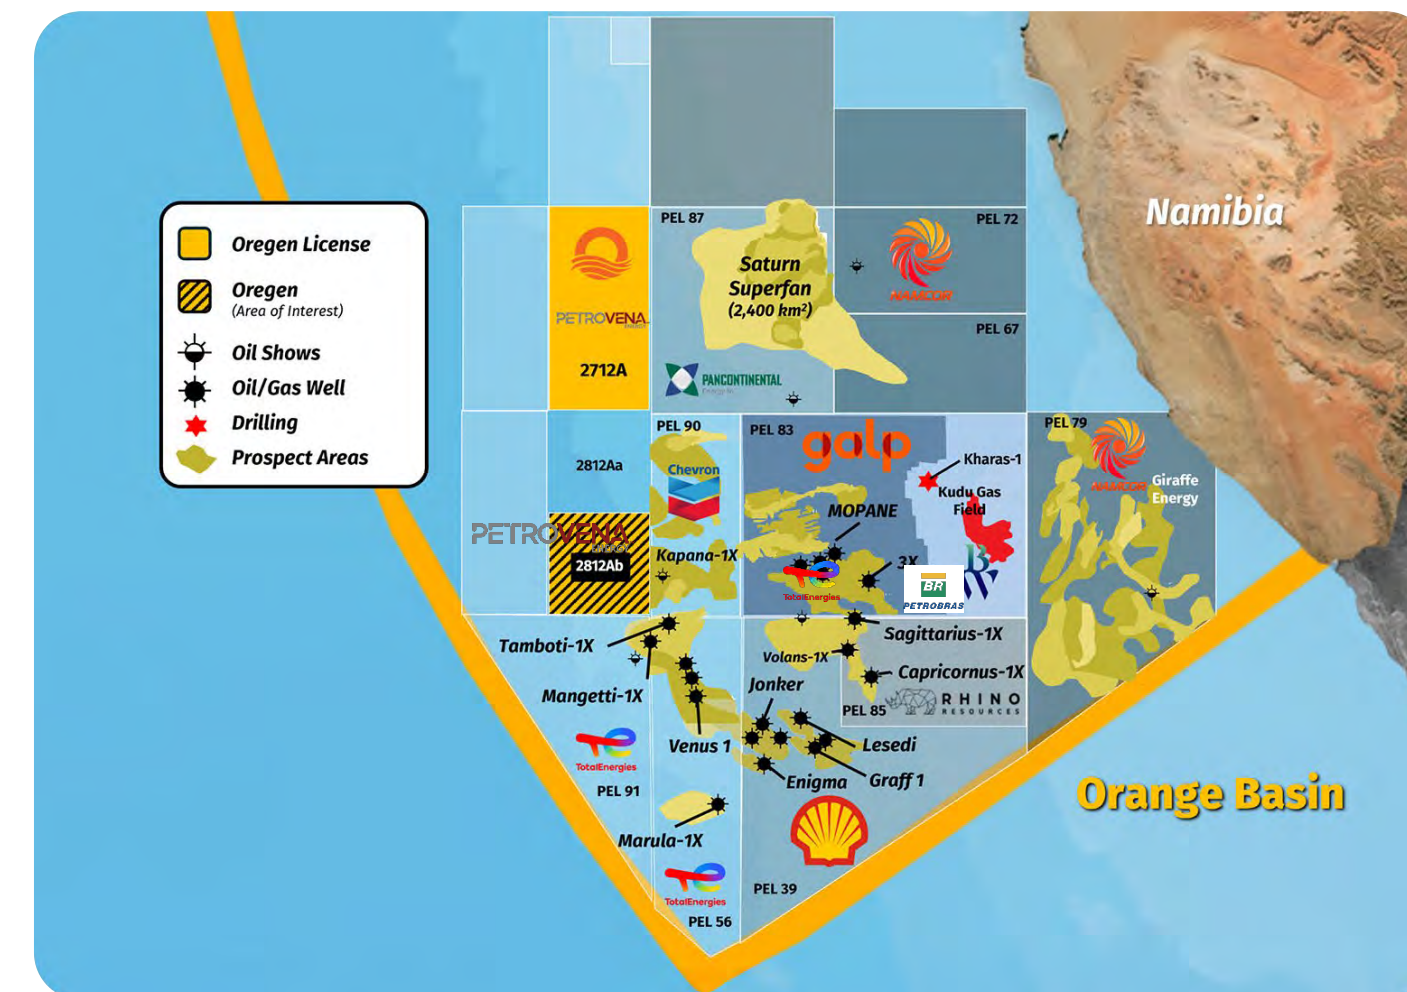 Namibia
Oregen License
Oregen
(Area of Interest)
Oil Shows
Oil/Gas Well
Drilling
Prospect Areas
PETROVENA
ENERGY
2712A
PEL 87
Saturn
Superfan
(2,400 km²)
PANCONTINENTAL
PEL 72
NAMCOR
PEL 67
2812Aa
PETROVENA
ENERGY
2812Ab
PEL 90
Chevron
Kapana-1X
PEL 83
galp
MOPANE
TotalEnergies
3X
Kharas-1
Kudu Gas
Field
BW
BR
PETROBRAS
PEL 79
NAMCOR
Giraffe
Energy
Tamboti-1X
Mangetti-1X
Venus 1
TotalEnergies
PEL 91
Marula-1X
TotalEnergies
PEL 56
Sagittarius-1X
Volans-1X
Capricornus-1X
PEL 85
RHINO
RESOURCES
Jonker
Lesedi
Enigma
Graff 1
PEL 39
Orange Basin